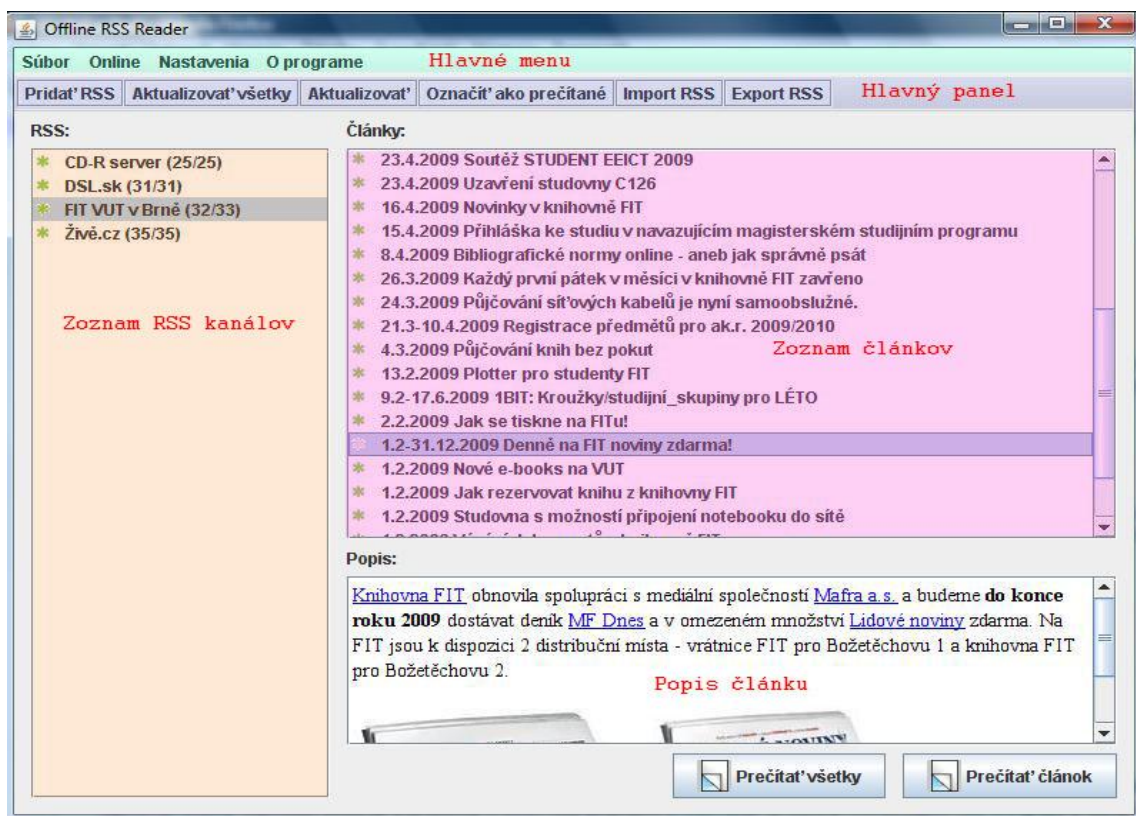 Offline RSS Reader
Súbor Online Nastavenia O programe Hlavné menu
Pridať RSS Aktualizovať všetky Aktualizovať Označiť ako prečítané Import RSS Export RSS Hlavný panel
RSS:
CD-R server (25/25)
DSL.sk (31/31)
FIT VUT v Brně (32/33)
Živě.cz (35/35)
Zoznam RSS kanálov
Články:
23.4.2009 Soutěž STUDENT EEICT 2009
23.4.2009 Uzavření studovny C126
16.4.2009 Novinky v knihovně FIT
15.4.2009 Přihláška ke studiu v navazujícím magisterském studijním programu
8.4.2009 Bibliografické normy online - aneb jak správně psát
26.3.2009 Každý první pátek v měsíci v knihovně FIT zavřeno
24.3.2009 Půjčování síťových kabelů je nyní samoobslužné.
21.3-10.4.2009 Registrace předmětů pro ak.r. 2009/2010
4.3.2009 Půjčování knih bez pokut
Zoznam článkov
13.2.2009 Plotter pro studenty FIT
9.2-17.6.2009 1BIT: Kroužky/studijní_skupiny pro LÉTO
2.2.2009 Jak se tiskne na FITu!
1.2-31.12.2009 Denně na FIT noviny zdarma!
1.2.2009 Nové e-books na VUT
1.2.2009 Jak rezervovat knihu z knihovny FIT
1.2.2009 Studovna s možností připojení notebooku do sítě
Popis:
Knihovna FIT obnovila spolupráci s mediální společností Mafra a.s. a budeme do konce
roku 2009 dostávat deník MF Dnes a v omezeném množství Lidové noviny zdarma. Na
FIT jsou k dispozici 2 distribuční místa - vrátnice FIT pro Božetěchovu 1 a knihovna FIT
pro Božetěchovu 2.
Popis článku
NOVINY
Prečítať všetky Prečítať článok